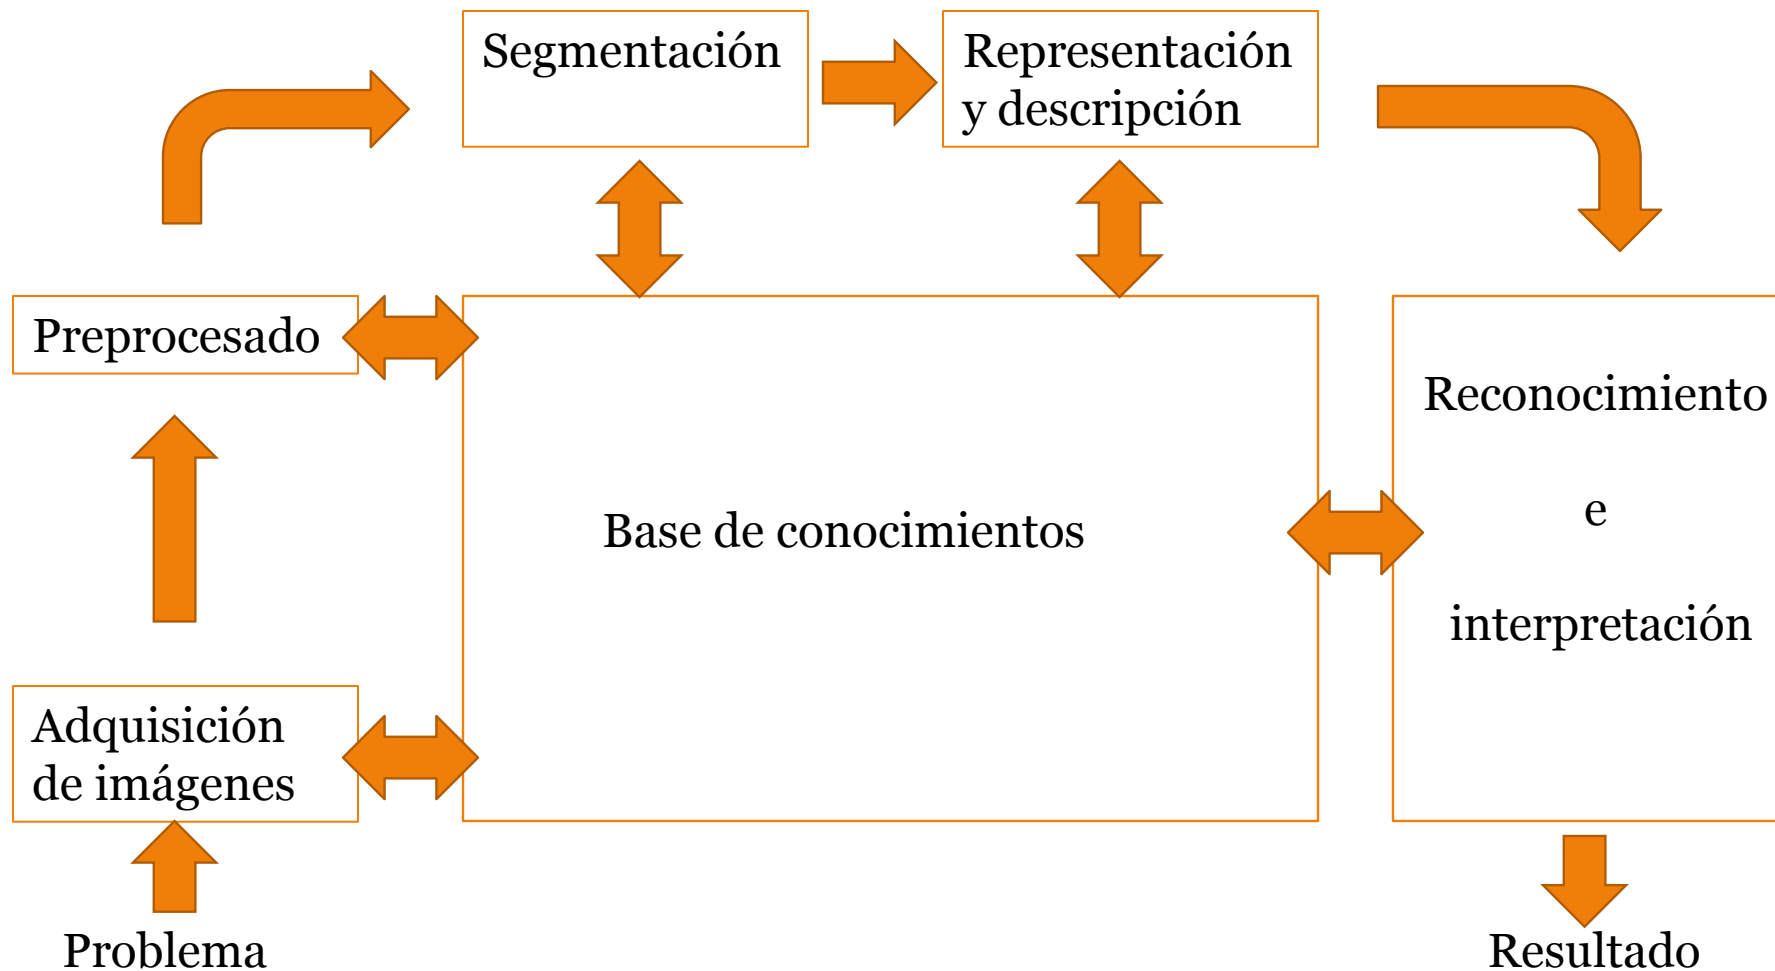 Segmentación
Representación
y descripción
Preprocesado
Reconocimiento
e
interpretación
Base de conocimientos
Adquisición
de imágenes
Problema
Resultado